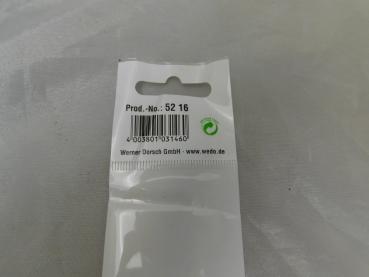 Prod.-No.: 52 16
4 003801 031460
Werner Dorsch GmbH · www.wedo.de